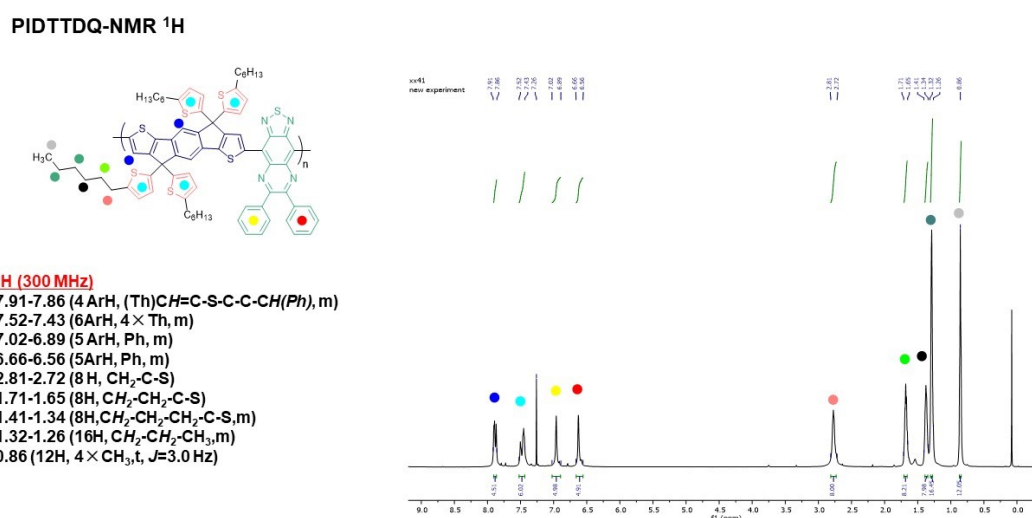 PIDTTDQ-NMR ¹H
C₆H₁₃
H13C₆
C₆H₁₃
S
S
N
S
N
S
H₃C
S
N
N
n
S
S
C₆H₁₃
H (300 MHz)
7.91-7.86 (4 ArH, (Th)CH=C-S-C-C-CH(Ph), m)
7.52-7.43 (6ArH, 4×Th, m)
7.02-6.89 (5 ArH, Ph, m)
6.66-6.56 (5ArH, Ph, m)
2.81-2.72 (8 H, CH₂-C-S)
1.71-1.65 (8H, CH₂-CH₂-C-S)
1.41-1.34 (8H,CH₂-CH₂-CH₂-C-S,m)
1.32-1.26 (16H, CH₂-CH₂-CH₃,m)
0.86 (12H, 4×CH₃,t, J=3.0 Hz)
xx41
new experiment
7.91
7.86
7.52
7.43
7.26
7.02
6.89
6.66
6.56
2.81
2.72
1.71
1.65
1.41
1.34
1.32
1.26
0.86
4.51
6.02
4.98
4.91
8.00
8.21
7.98
12.05
9.0 8.5 8.0 7.5 7.0 6.5 6.0 5.5 5.0 4.5 4.0 3.5 3.0 2.5 2.0 1.5 1.0 0.5 0.0
f1 (ppm)